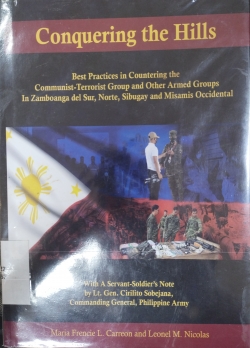 Conquering the Hills
Best Practices in Countering the
Communist-Terrorist Group and Other Armed Groups
In Zamboanga del Sur, Norte, Sibugay and Misamis Occidental
With A Servant-Soldier's Note
by Lt. Gen. Cirilito Sobejana,
Commanding General, Philippine Army
Maria Frencie L. Carreon and Leonel M. Nicolas